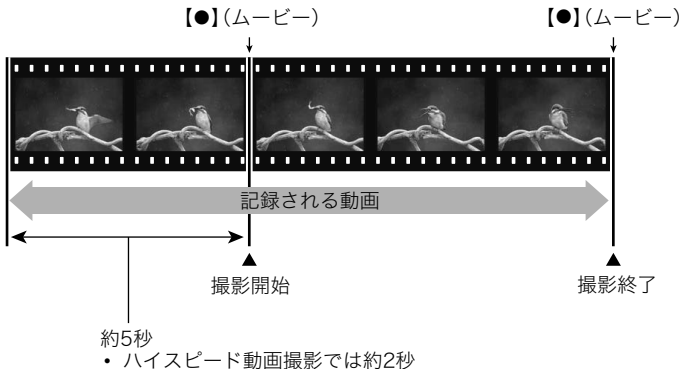 【●】（ムービー）
【●】（ムービー）
記録される動画
撮影開始
撮影終了
約5秒
• ハイスピード動画撮影では約2秒